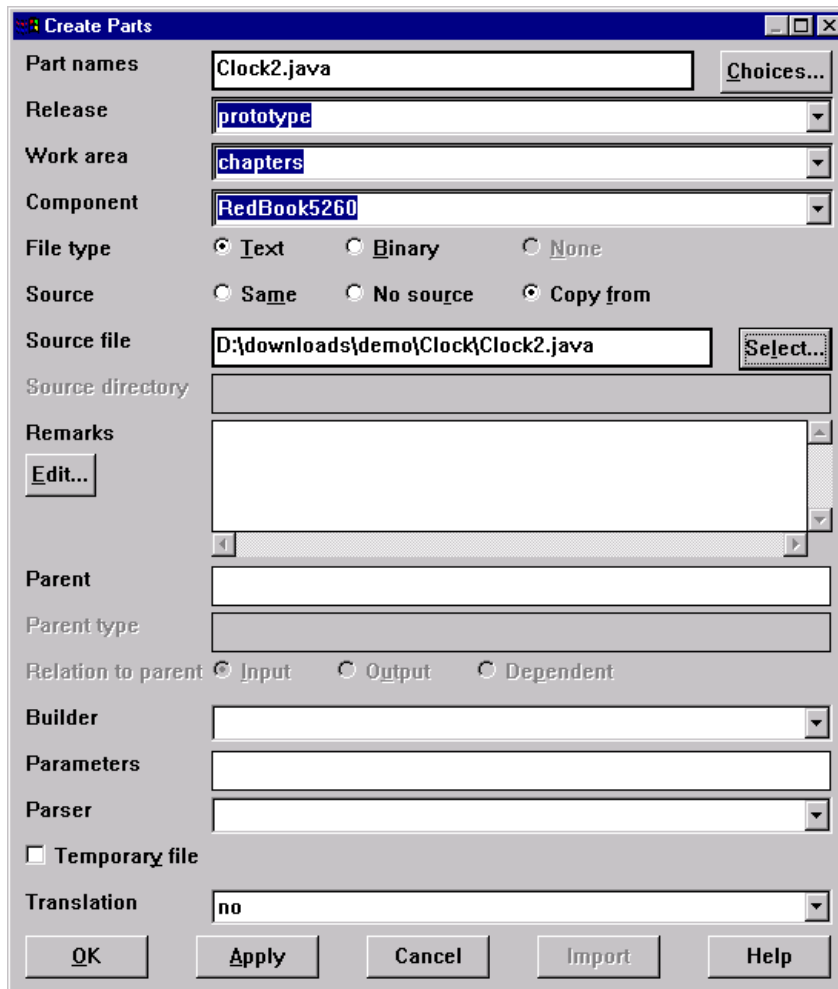 Create Parts
Part names Clock2.java Choices...
Release prototype
Work area chapters
Component RedBook5260
File type Text Binary None
Source Same No source Copy from
Source file D:\downloads\demo\Clock\Clock2.java Select...
Source directory
Remarks
Edit...
Parent
Parent type
Relation to parent Input Output Dependent
Builder
Parameters
Parser
Temporary file
Translation no
OK Apply Cancel Import Help